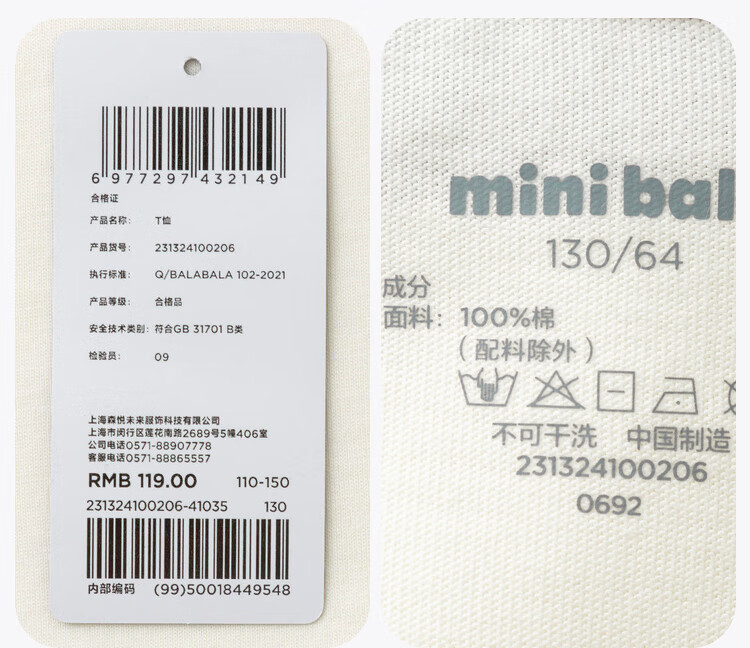 6 977297 432149
合格证
产品名称: T恤
产品货号: 231324100206
执行标准: Q/BALABALA 102-2021
产品等级: 合格品
安全技术类别: 符合GB 31701 B类
检验员: 09
上海森悦未来服饰科技有限公司
上海市闵行区莲花南路2689号5幢406室
公司电话0571-88907778
客服电话0571-88865557
RMB 119.00 110-150
231324100206-41035 130
内部编码 (99)50018449548
mini bal
130/64
成分
面料: 100%棉
(配料除外)
不可干洗 中国制造
231324100206
0692